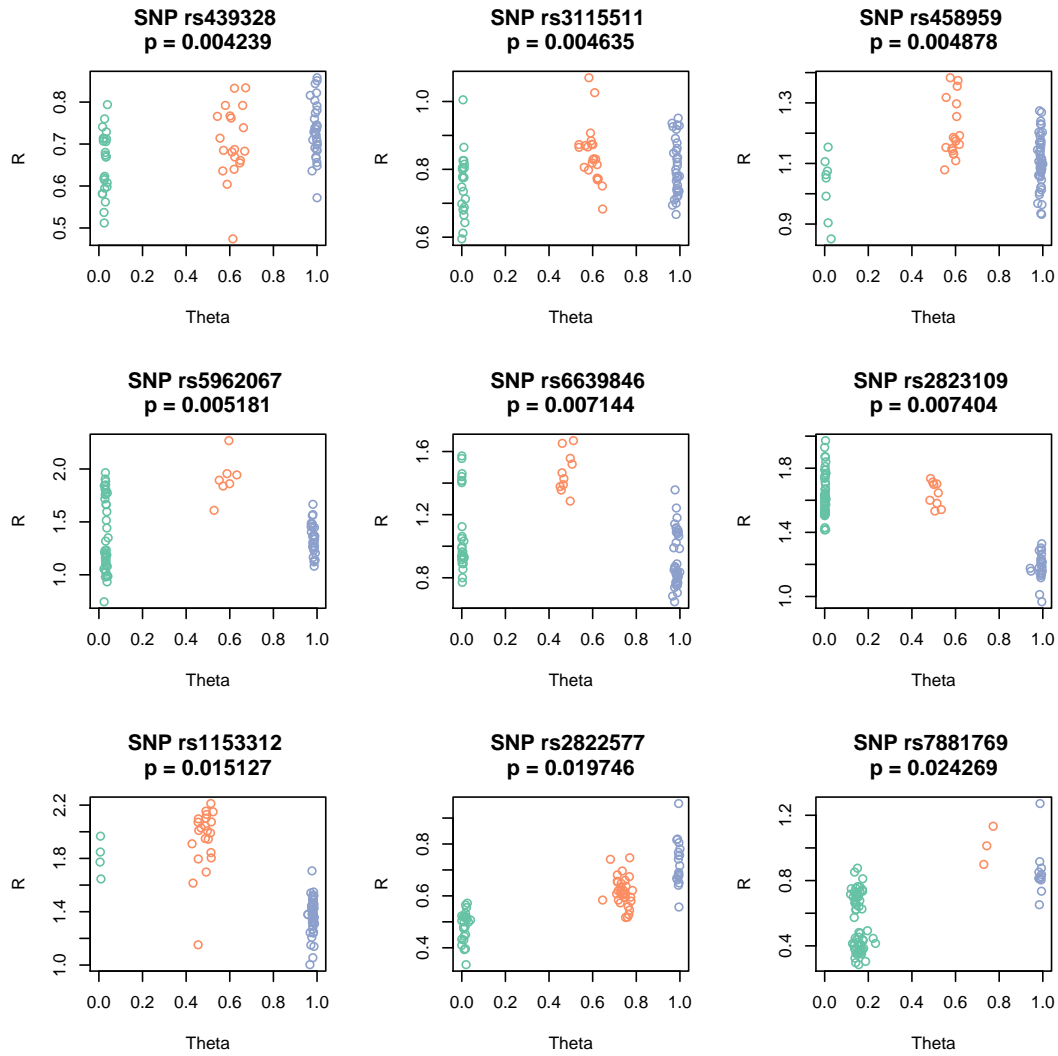 SNP rs439328
p = 0.004239
R
0.5 0.6 0.7 0.8
0.0 0.2 0.4 0.6 0.8 1.0
Theta
SNP rs3115511
p = 0.004635
R
0.6 0.8 1.0
0.0 0.2 0.4 0.6 0.8 1.0
Theta
SNP rs458959
p = 0.004878
R
0.9 1.1 1.3
0.0 0.2 0.4 0.6 0.8 1.0
Theta
SNP rs5962067
p = 0.005181
R
1.0 1.5 2.0
0.0 0.2 0.4 0.6 0.8 1.0
Theta
SNP rs6639846
p = 0.007144
R
0.8 1.2 1.6
0.0 0.2 0.4 0.6 0.8 1.0
Theta
SNP rs2823109
p = 0.007404
R
1.0 1.4 1.8
0.0 0.2 0.4 0.6 0.8 1.0
Theta
SNP rs1153312
p = 0.015127
R
1.0 1.4 1.8 2.2
0.0 0.2 0.4 0.6 0.8 1.0
Theta
SNP rs2822577
p = 0.019746
R
0.4 0.6 0.8
0.0 0.2 0.4 0.6 0.8 1.0
Theta
SNP rs7881769
p = 0.024269
R
0.4 0.8 1.2
0.0 0.2 0.4 0.6 0.8 1.0
Theta